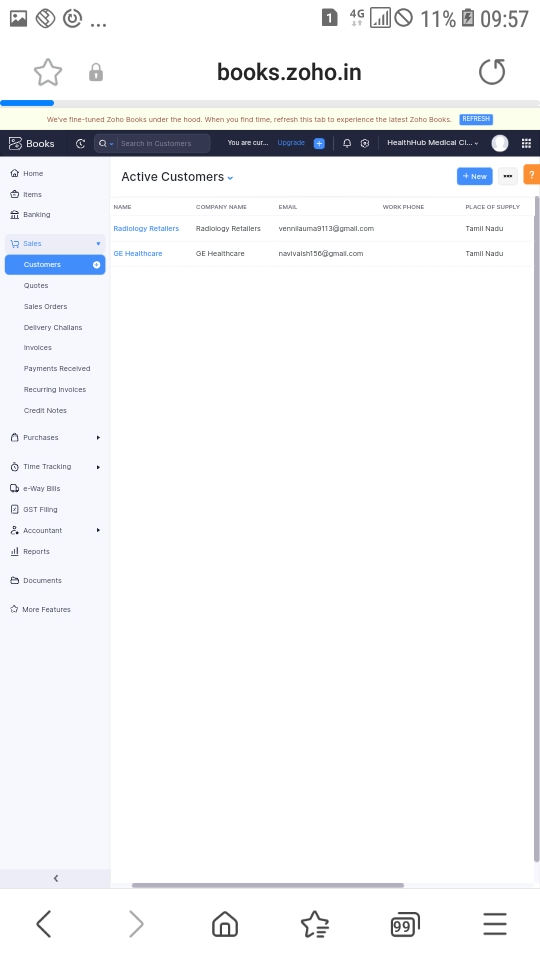 ... 1 4G 11% 09:57
books.zoho.in
We've fine-tuned Zoho Books under the hood. When you find time, refresh this tab to experience the latest Zoho Books. REFRESH
Books Search in Customers You are cur... Upgrade + HealthHub Medical Cl...
Home
Items
Banking
Sales
Customers
Quotes
Sales Orders
Delivery Challans
Invoices
Payments Received
Recurring Invoices
Credit Notes
Purchases
Time Tracking
e-Way Bills
GST Filing
Accountant
Reports
Documents
More Features
Active Customers + New ••• ?
NAME COMPANY NAME EMAIL WORK PHONE PLACE OF SUPPLY
Radiology Retailers Radiology Retailers vennilauma9113@gmail.com Tamil Nadu
GE Healthcare GE Healthcare navivaish156@gmail.com Tamil Nadu
99